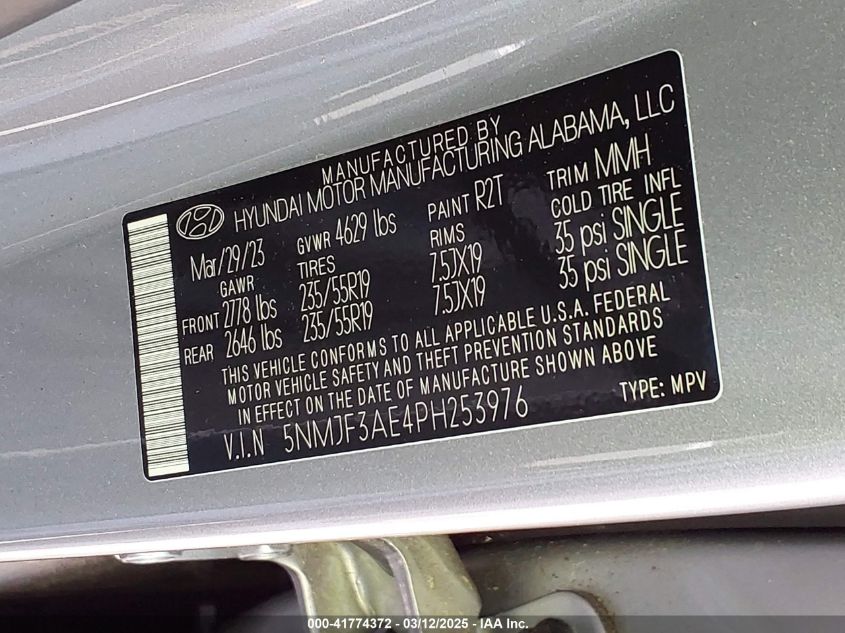 MANUFACTURED BY
HYUNDAI MOTOR MANUFACTURING ALABAMA, LLC
Mar/29/23 GVWR 4629 lbs PAINT R2T TRIM MMH
GAWR TIRES RIMS COLD TIRE INFL
FRONT 2778 lbs 235/55R19 7.5JX19 35 psi SINGLE
REAR 2646 lbs 235/55R19 7.5JX19 35 psi SINGLE
THIS VEHICLE CONFORMS TO ALL APPLICABLE U.S.A. FEDERAL
MOTOR VEHICLE SAFETY AND THEFT PREVENTION STANDARDS
IN EFFECT ON THE DATE OF MANUFACTURE SHOWN ABOVE
V.I.N 5NMJF3AE4PH253976 TYPE: MPV
000-41774372 - 03/12/2025 - IAA Inc.